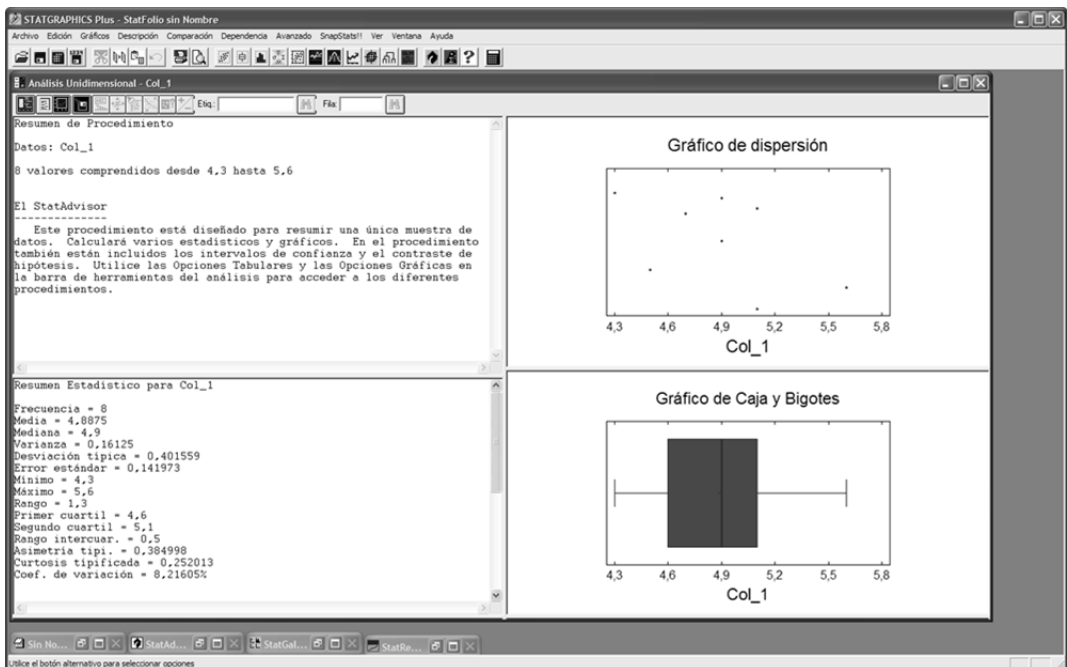 STATGRAPHICS Plus - StatFolio sin Nombre
Archivo Edición Gráficos Descripción Comparación Dependencia Avanzado SnapStats!! Ver Ventana Ayuda
Análisis Unidimensional - Col_1
Etiq.: Fila:
Resumen de Procedimiento
Datos: Col_1
8 valores comprendidos desde 4,3 hasta 5,6
El StatAdvisor
--------------
Este procedimiento está diseñado para resumir una única muestra de
datos. Calculará varios estadísticos y gráficos. En el procedimiento
también están incluidos los intervalos de confianza y el contraste de
hipótesis. Utilice las Opciones Tabulares y las Opciones Gráficas en
la barra de herramientas del análisis para acceder a los diferentes
procedimientos.
Gráfico de dispersión
4,3 4,6 4,9 5,2 5,5 5,8
Col_1
Resumen Estadístico para Col_1
Frecuencia = 8
Media = 4,8875
Mediana = 4,9
Varianza = 0,16125
Desviación típica = 0,401559
Error estándar = 0,141973
Mínimo = 4,3
Máximo = 5,6
Rango = 1,3
Primer cuartil = 4,6
Segundo cuartil = 5,1
Rango intercuar. = 0,5
Asimetría tipi. = 0,384998
Curtosis tipificada = 0,252013
Coef. de variación = 8,21605%
Gráfico de Caja y Bigotes
4,3 4,6 4,9 5,2 5,5 5,8
Col_1
Sin No... StatAd... StatGal... StatRe...
Utilice el botón alternativo para seleccionar opciones